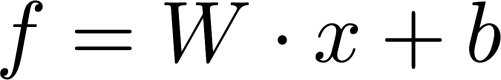 f = W · x + b